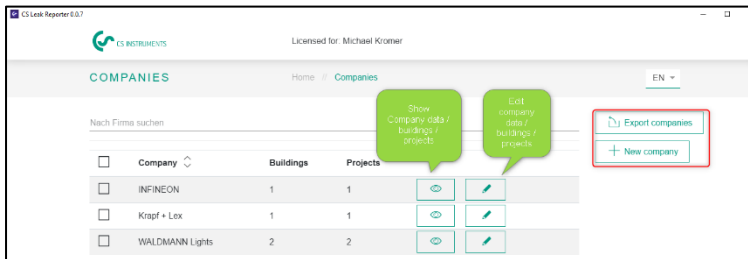 CS Leak Reporter 0.0.7
CS INSTRUMENTS
Licensed for: Michael Kromer
COMPANIES
Home // Companies
EN
Nach Firma suchen
Show
Company data /
buildings /
projects
Edit
company
data /
buildings /
projects
Export companies
New company
Company Buildings Projects
INFINEON 1 1
Krapf + Lex 1 1
WALDMANN Lights 2 2